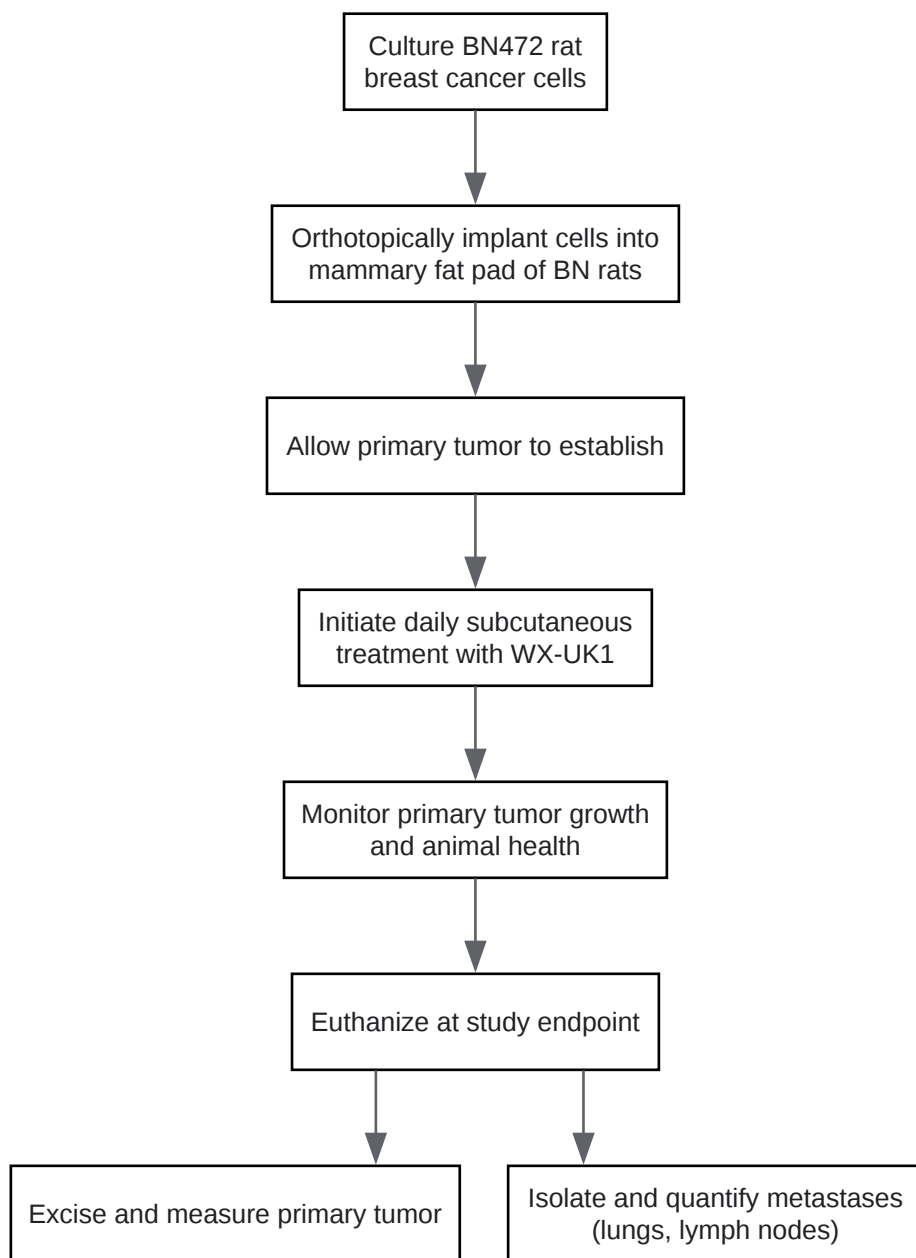 Culture BN472 rat
breast cancer cells
Orthotopically implant cells into
mammary fat pad of BN rats
Allow primary tumor to establish
Initiate daily subcutaneous
treatment with WX-UK1
Monitor primary tumor growth
and animal health
Euthanize at study endpoint
Excise and measure primary tumor
Isolate and quantify metastases
(lungs, lymph nodes)